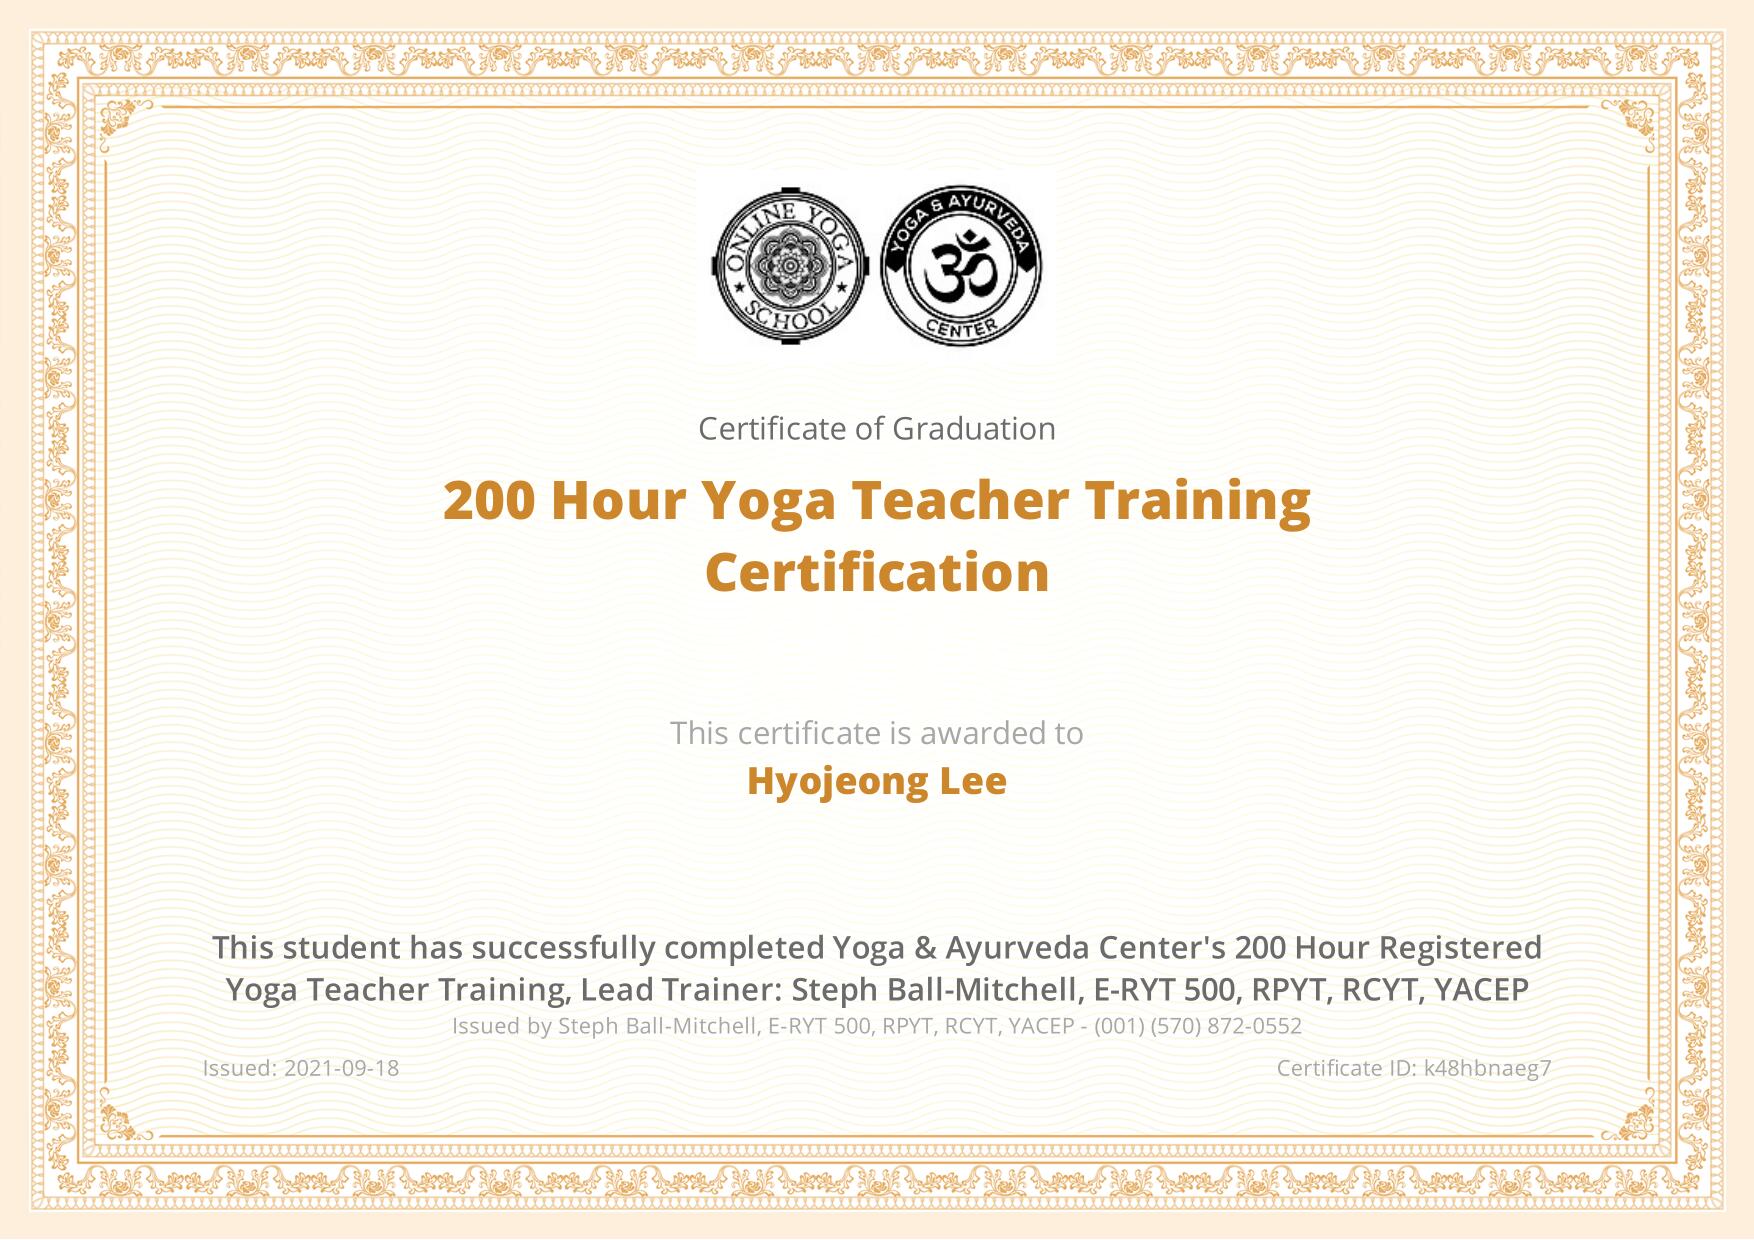 ONLINE YOGA
SCHOOL
YOGA & AYURVEDA
ॐ
CENTER
Certificate of Graduation
200 Hour Yoga Teacher Training
Certification
This certificate is awarded to
Hyojeong Lee
This student has successfully completed Yoga & Ayurveda Center's 200 Hour Registered
Yoga Teacher Training, Lead Trainer: Steph Ball-Mitchell, E-RYT 500, RPYT, RCYT, YACEP
Issued by Steph Ball-Mitchell, E-RYT 500, RPYT, RCYT, YACEP - (001) (570) 872-0552
Issued: 2021-09-18
Certificate ID: k48hbnaeg7